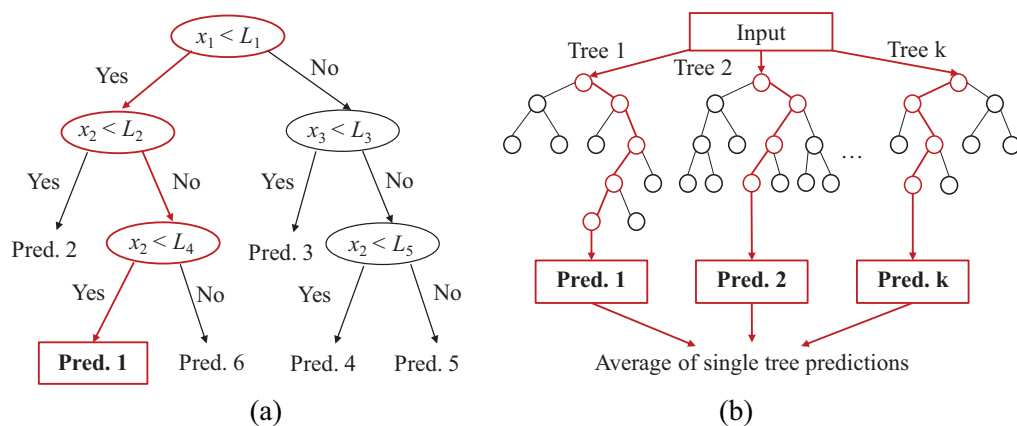 x₁ < L₁
Yes
No
x₂ < L₂
x₃ < L₃
Yes
No
Yes
No
Pred. 2
x₂ < L₄
Pred. 3
x₂ < L₅
Yes
No
Yes
No
Pred. 1
Pred. 6
Pred. 4
Pred. 5
(a)
Input
Tree 1
Tree 2
Tree k
...
Pred. 1
Pred. 2
Pred. k
Average of single tree predictions
(b)